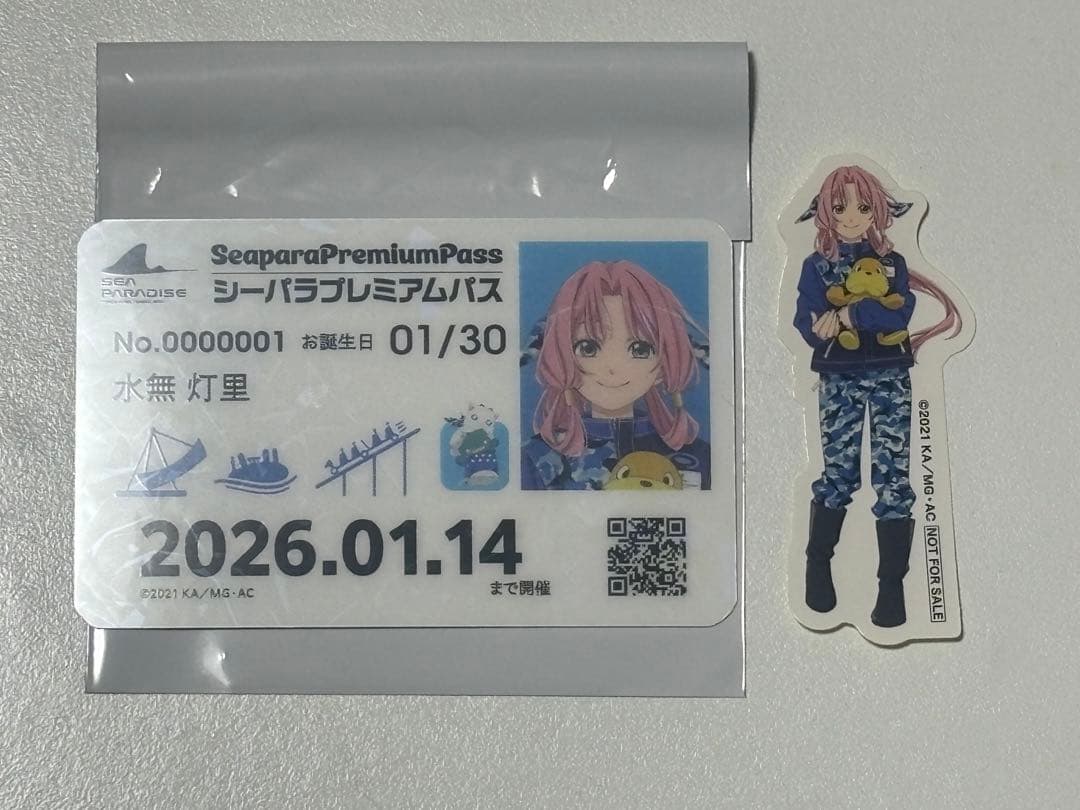 SeaparaPremiumPass
シーパラプレミアムパス
SEA
PARADISE
No.0000001 お誕生日 01/30
水無 灯里
2026.01.14
まで開催
©2021 KA/MG・AC
©2021 KA/MG・AC NOT FOR SALE